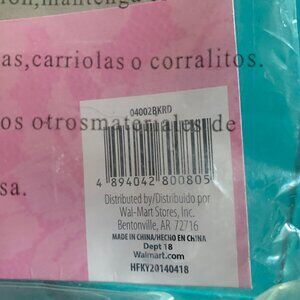 as,carriolas o corralitos.
04002BKRD
os otrosmateriales de
4 894042 800805
sa.
Distributed by/Distribuido por
Wal-Mart Stores, Inc.
Bentonville, AR 72716
MADE IN CHINA/HECHO EN CHINA
Dept 18
Walmart.com
HFKY20140418